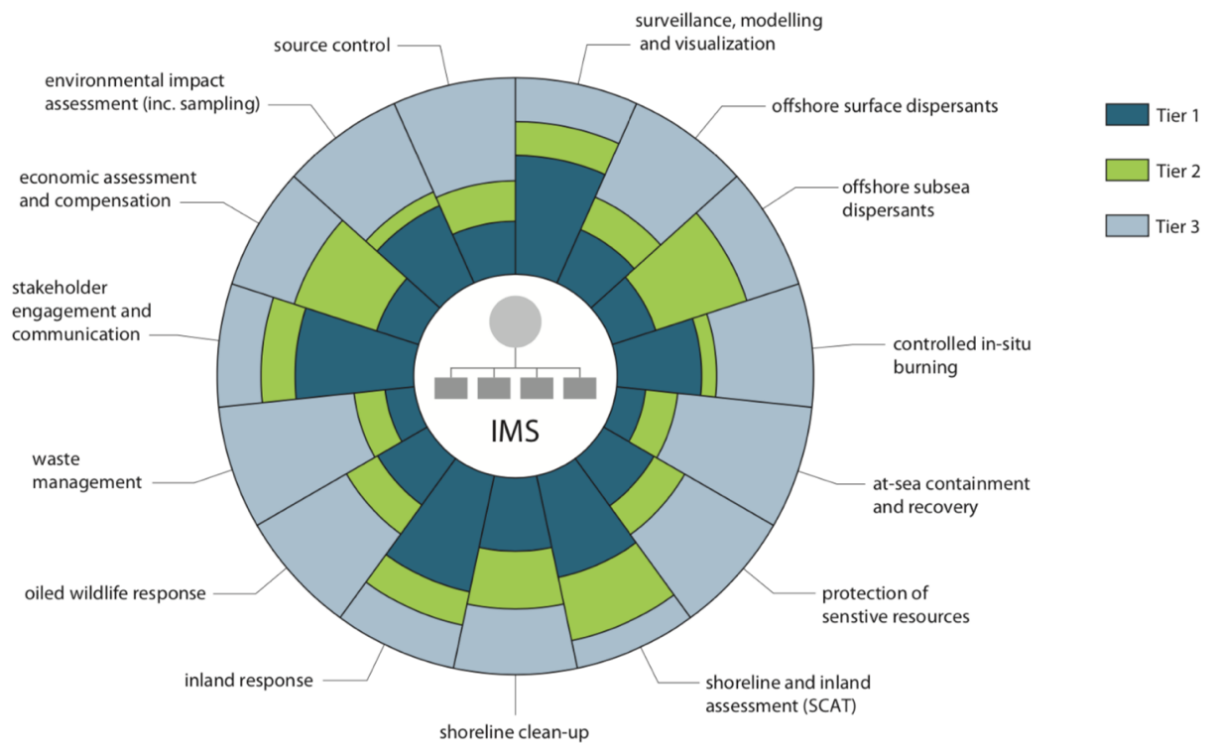 surveillance, modelling
and visualization
source control
environmental impact
assessment (inc. sampling)
offshore surface dispersants
Tier 1
Tier 2
Tier 3
economic assessment
and compensation
offshore subsea
dispersants
stakeholder
engagement and
communication
controlled in-situ
burning
IMS
waste
management
at-sea containment
and recovery
oiled wildlife response
protection of
senstive resources
inland response
shoreline and inland
assessment (SCAT)
shoreline clean-up